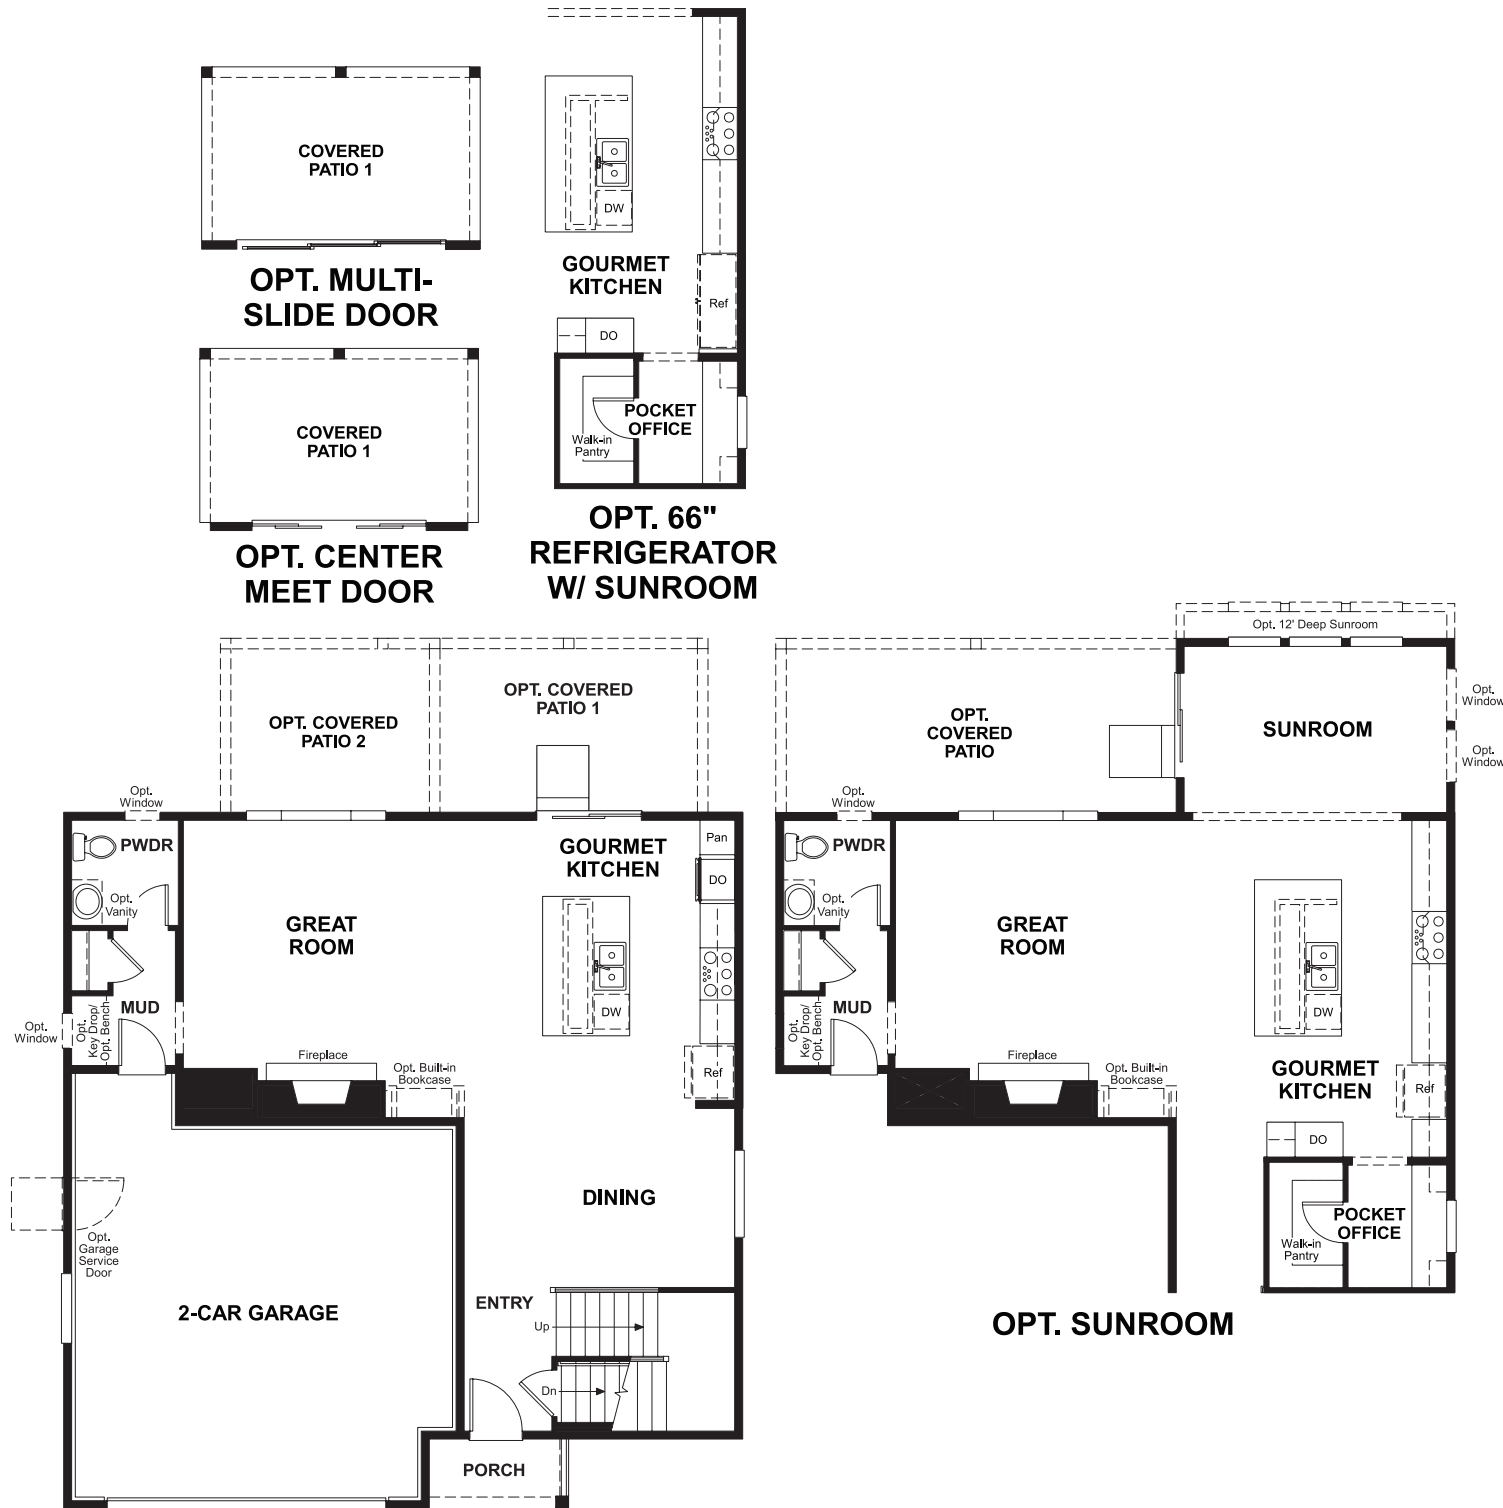 COVERED
PATIO 1
OPT. MULTI-
SLIDE DOOR
COVERED
PATIO 1
OPT. CENTER
MEET DOOR
DW
GOURMET
KITCHEN
Ref
DO
POCKET
OFFICE
Walk-in
Pantry
OPT. 66"
REFRIGERATOR
W/ SUNROOM
OPT. COVERED
PATIO 1
OPT. COVERED
PATIO 2
Opt.
Window
PWDR
GOURMET
KITCHEN
Pan
DO
Opt.
Vanity
GREAT
ROOM
MUD
DW
Opt.
Window
Opt.
Key Drop/
Opt. Bench
Fireplace
Opt. Built-in
Bookcase
Ref
DINING
Opt.
Garage
Service
Door
2-CAR GARAGE
ENTRY
Up
Dn
PORCH
Opt. 12' Deep Sunroom
Opt.
Window
OPT.
COVERED
PATIO
SUNROOM
Opt.
Window
Opt.
Window
PWDR
Opt.
Vanity
GREAT
ROOM
MUD
DW
Opt.
Key Drop/
Opt. Bench
Fireplace
Opt. Built-in
Bookcase
GOURMET
KITCHEN
Ref
DO
POCKET
OFFICE
Walk-in
Pantry
OPT. SUNROOM